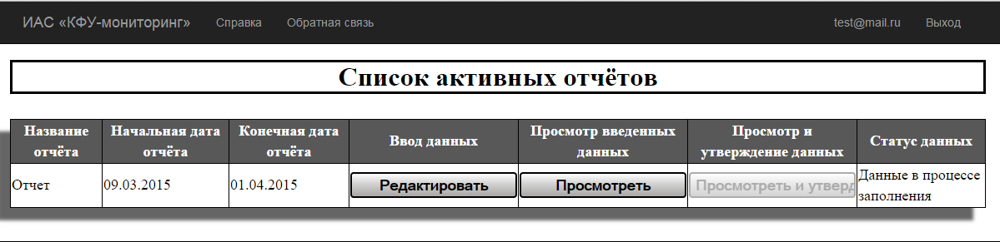 ИАС «КФУ-мониторинг» Справка Обратная связь test@mail.ru Выход
Список активных отчётов
Название отчёта
Начальная дата отчёта
Конечная дата отчёта
Ввод данных
Просмотр введенных данных
Просмотр и утверждение данных
Статус данных
Отчет
09.03.2015
01.04.2015
Редактировать
Просмотреть
Просмотреть и утверд
Данные в процессе
заполнения